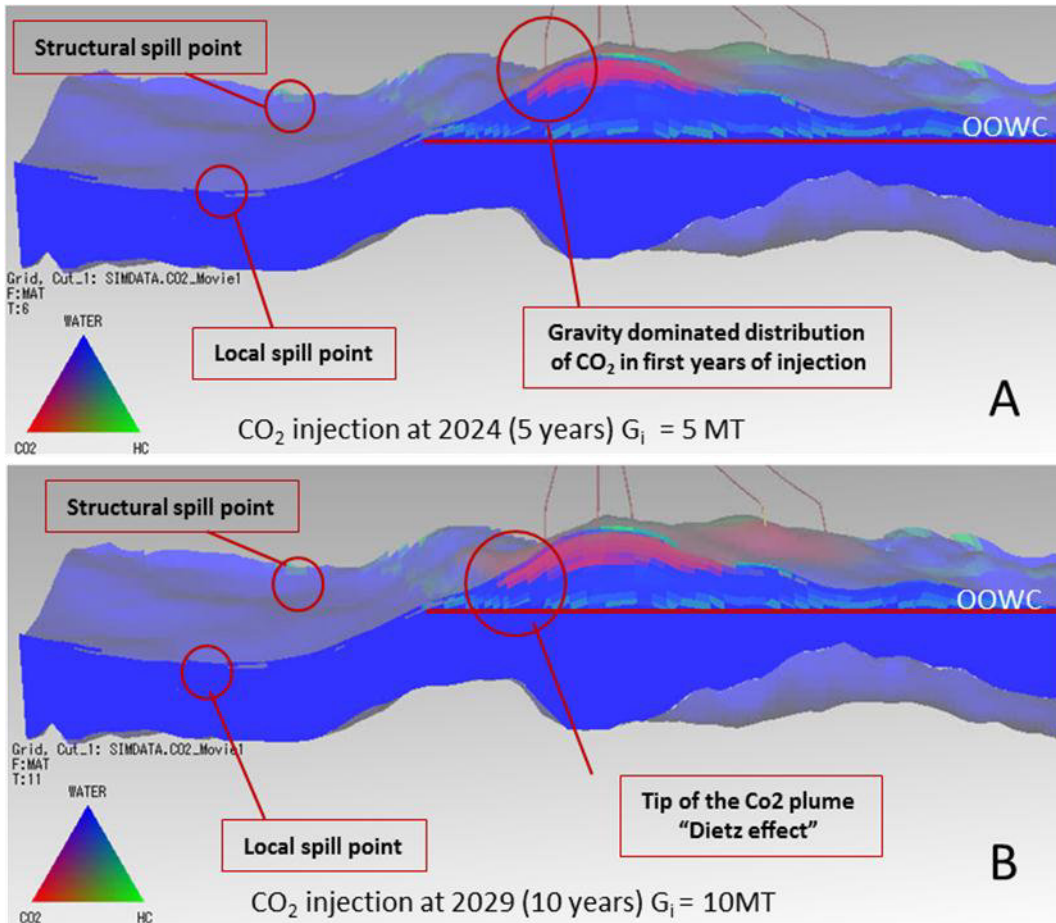 Structural spill point
OOWC
Grid, Cut_1: SIMDATA.CO2_Movie1
F:MAT
T:6
WATER
CO2
HC
Local spill point
Gravity dominated distribution
of CO₂ in first years of injection
A
CO₂ injection at 2024 (5 years) Gᵢ = 5 MT
Structural spill point
OOWC
Grid, Cut_1: SIMDATA.CO2_Movie1
F:MAT
T:11
WATER
CO2
HC
Local spill point
Tip of the Co2 plume
“Dietz effect”
B
CO₂ injection at 2029 (10 years) Gᵢ = 10MT